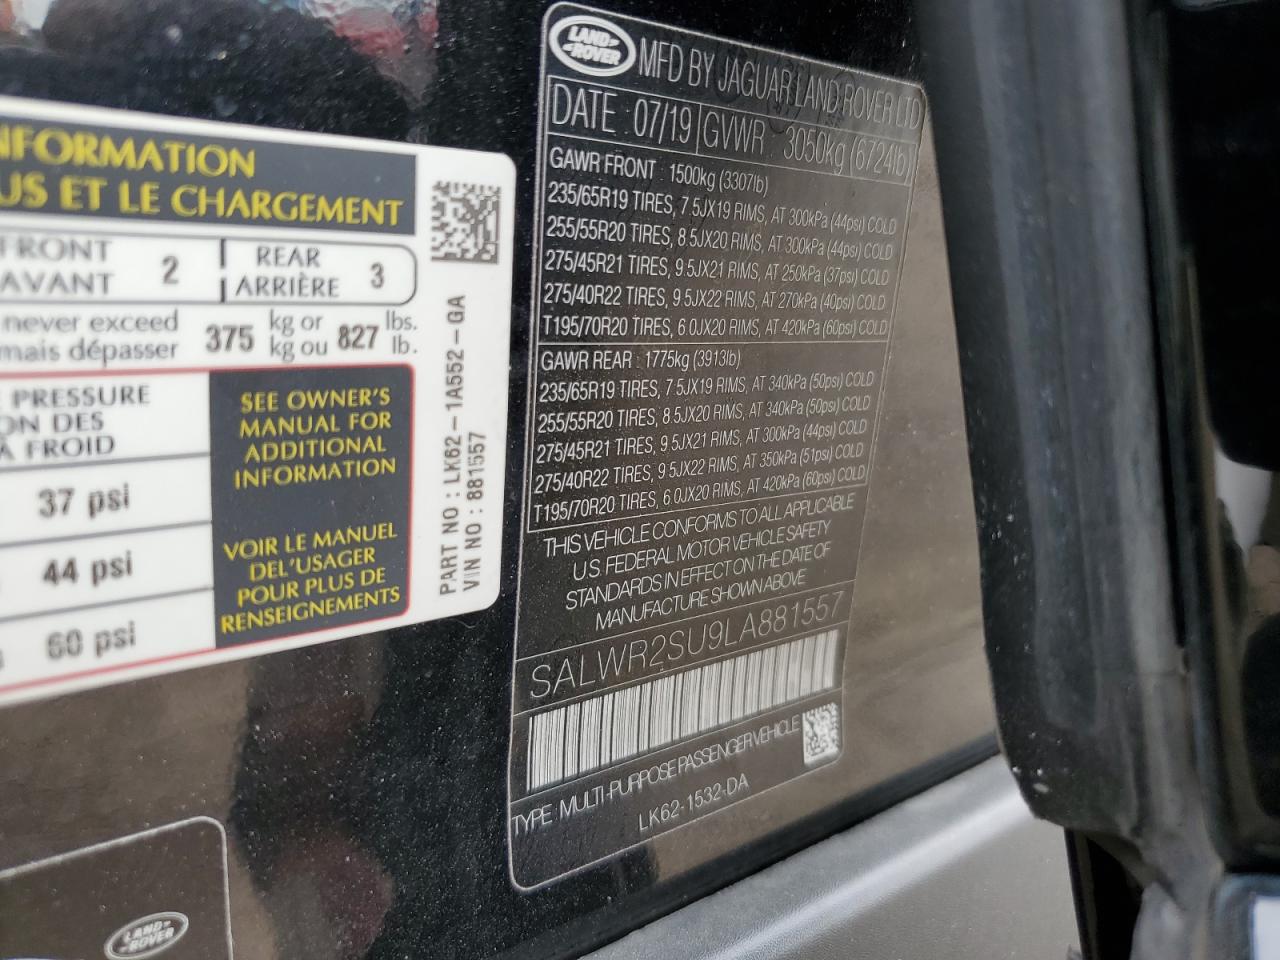 NFORMATION
US ET LE CHARGEMENT
FRONT 2 REAR 3
AVANT ARRIÈRE
never exceed 375 kg or 827 lbs.
mais dépasser kg ou lb.
PRESSURE
ON DES
À FROID
37 psi
44 psi
60 psi
SEE OWNER'S
MANUAL FOR
ADDITIONAL
INFORMATION
VOIR LE MANUEL
DEL'USAGER
POUR PLUS DE
RENSEIGNEMENTS
PART NO : LK62-1A552-GA
VIN NO : 881557
LAND ROVER
MFD BY JAGUAR LAND ROVER LTD
DATE : 07/19 GVWR : 3050kg (6724lb)
GAWR FRONT : 1500kg (3307lb)
235/65R19 TIRES, 7.5JX19 RIMS, AT 300kPa (44psi) COLD
255/55R20 TIRES, 8.5JX20 RIMS, AT 300kPa (44psi) COLD
275/45R21 TIRES, 9.5JX21 RIMS, AT 250kPa (37psi) COLD
275/40R22 TIRES, 9.5JX22 RIMS, AT 270kPa (40psi) COLD
T195/70R20 TIRES, 6.0JX20 RIMS, AT 420kPa (60psi) COLD
GAWR REAR : 1775kg (3913lb)
235/65R19 TIRES, 7.5JX19 RIMS, AT 340kPa (50psi) COLD
255/55R20 TIRES, 8.5JX20 RIMS, AT 340kPa (50psi) COLD
275/45R21 TIRES, 9.5JX21 RIMS, AT 300kPa (44psi) COLD
275/40R22 TIRES, 9.5JX22 RIMS, AT 350kPa (51psi) COLD
T195/70R20 TIRES, 6.0JX20 RIMS, AT 420kPa (60psi) COLD
THIS VEHICLE CONFORMS TO ALL APPLICABLE
U.S. FEDERAL MOTOR VEHICLE SAFETY
STANDARDS IN EFFECT ON THE DATE OF
MANUFACTURE SHOWN ABOVE
SALWR2SU9LA881557
TYPE : MULTI-PURPOSE PASSENGER VEHICLE
LK62-1532-DA
LAND ROVER